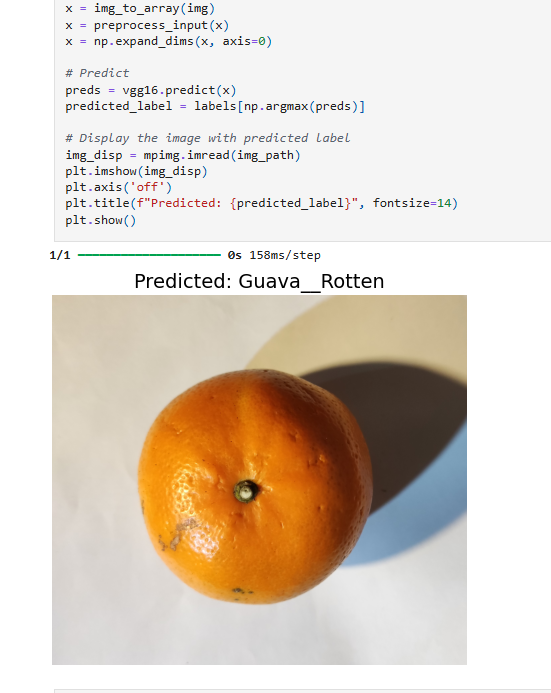 x = img_to_array(img)
x = preprocess_input(x)
x = np.expand_dims(x, axis=0)
# Predict
preds = vgg16.predict(x)
predicted_label = labels[np.argmax(preds)]
# Display the image with predicted label
img_disp = mpimg.imread(img_path)
plt.imshow(img_disp)
plt.axis('off')
plt.title(f"Predicted: {predicted_label}", fontsize=14)
plt.show()
1/1 0s 158ms/step
Predicted: Guava__Rotten